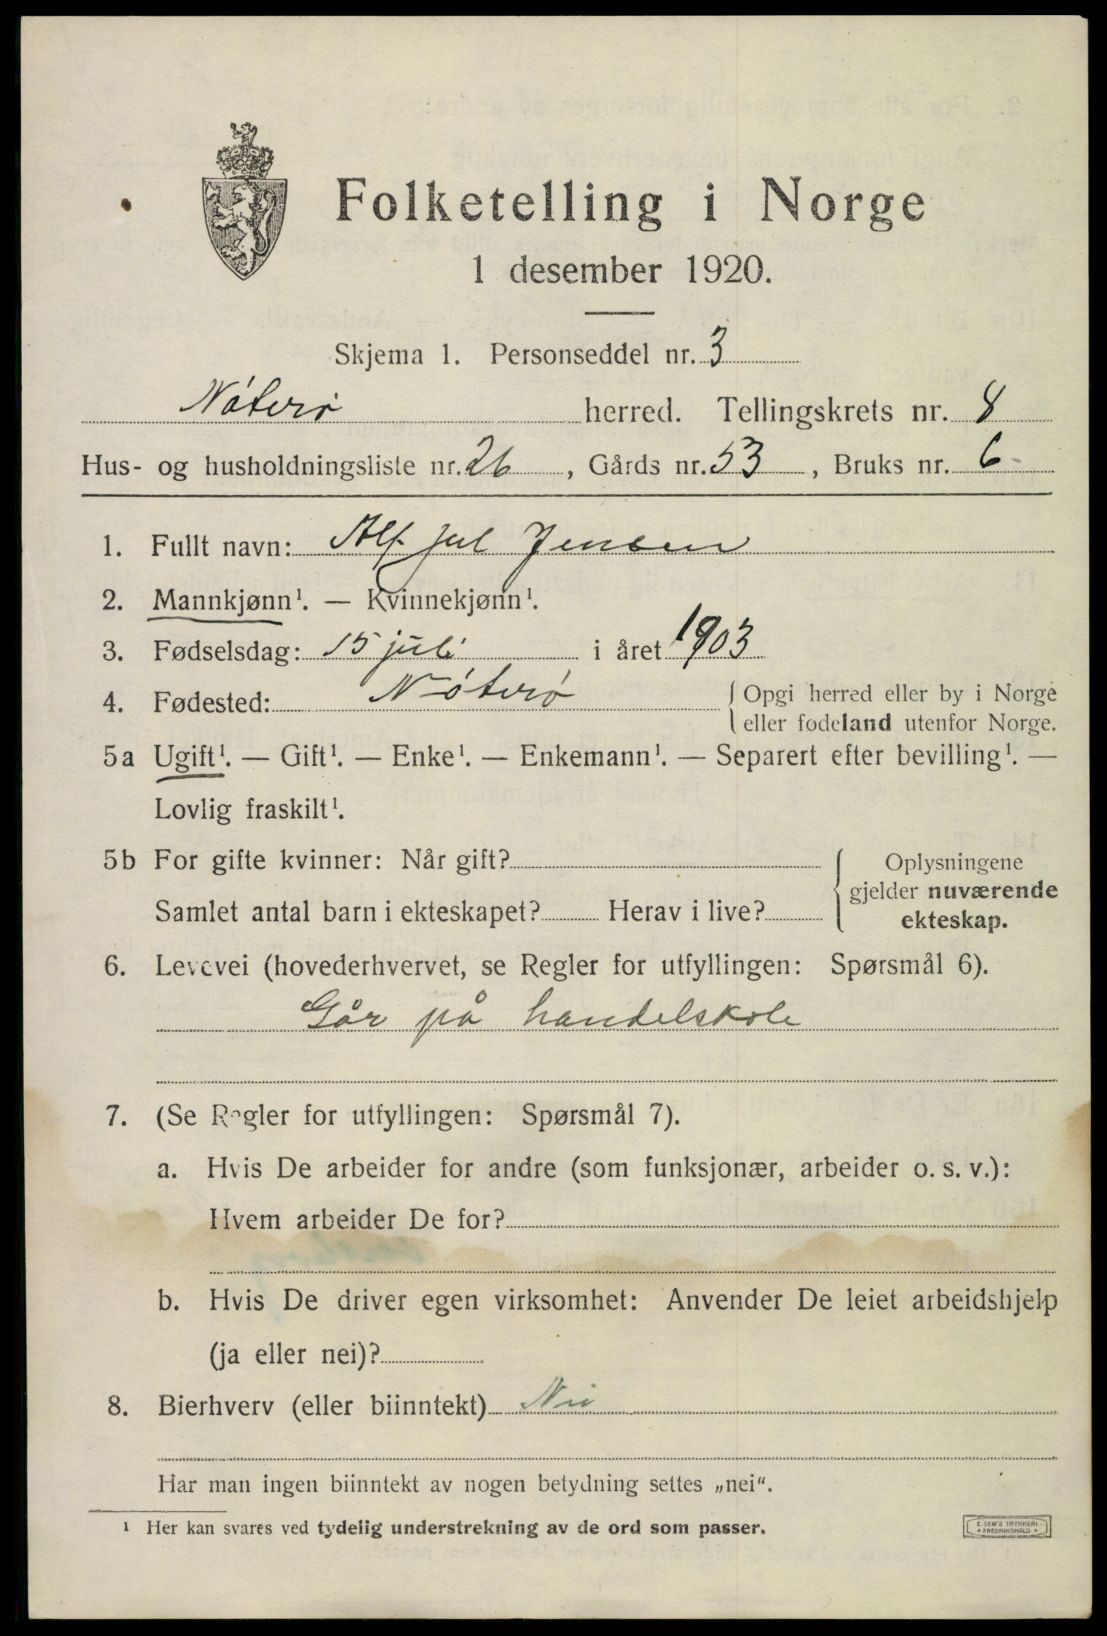 Folketelling i Norge
1 desember 1920.
Skjema 1. Personseddel nr. 3
Nøterø herred. Tellingskrets nr. 8
Hus- og husholdningsliste nr. 26, Gårds nr. 53, Bruks nr. 6
1. Fullt navn: Alf Jul Jensen
2. Mannkjønn¹. — Kvinnekjønn¹.
3. Fødselsdag: 15 juli i året 1903
4. Fødested: Nøterø { Opgi herred eller by i Norge
eller fødeland utenfor Norge.
5a Ugift¹. — Gift¹. — Enke¹. — Enkemann¹. — Separert efter bevilling¹. —
Lovlig fraskilt¹.
5b For gifte kvinner: Når gift? { Oplysningene
gjelder nuværende
Samlet antal barn i ekteskapet? Herav i live? ekteskap.
6. Levevei (hovederhvervet, se Regler for utfyllingen: Spørsmål 6).
Går på handelskole
7. (Se Regler for utfyllingen: Spørsmål 7).
a. Hvis De arbeider for andre (som funksjonær, arbeider o. s. v.):
Hvem arbeider De for?
b. Hvis De driver egen virksomhet: Anvender De leiet arbeidshjelp
(ja eller nei)?
8. Bierhverv (eller biinntekt) Nei
Har man ingen biinntekt av nogen betydning settes „nei“.
¹ Her kan svares ved tydelig understrekning av de ord som passer.
E. SEM'S TRYKKERI
• FREDRIKSHALD •